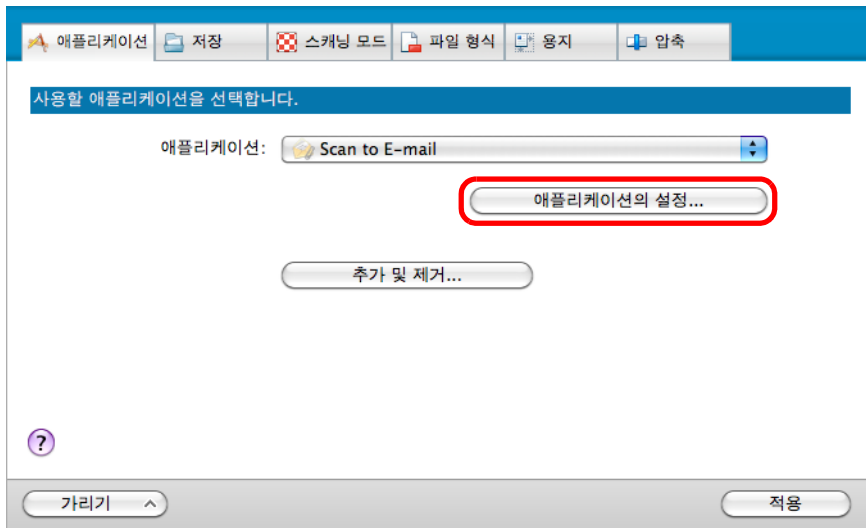 애플리케이션 저장 스캐닝 모드 파일 형식 용지 압축
사용할 애플리케이션을 선택합니다.
애플리케이션: Scan to E-mail
애플리케이션의 설정...
추가 및 제거...
?
가리기 적용